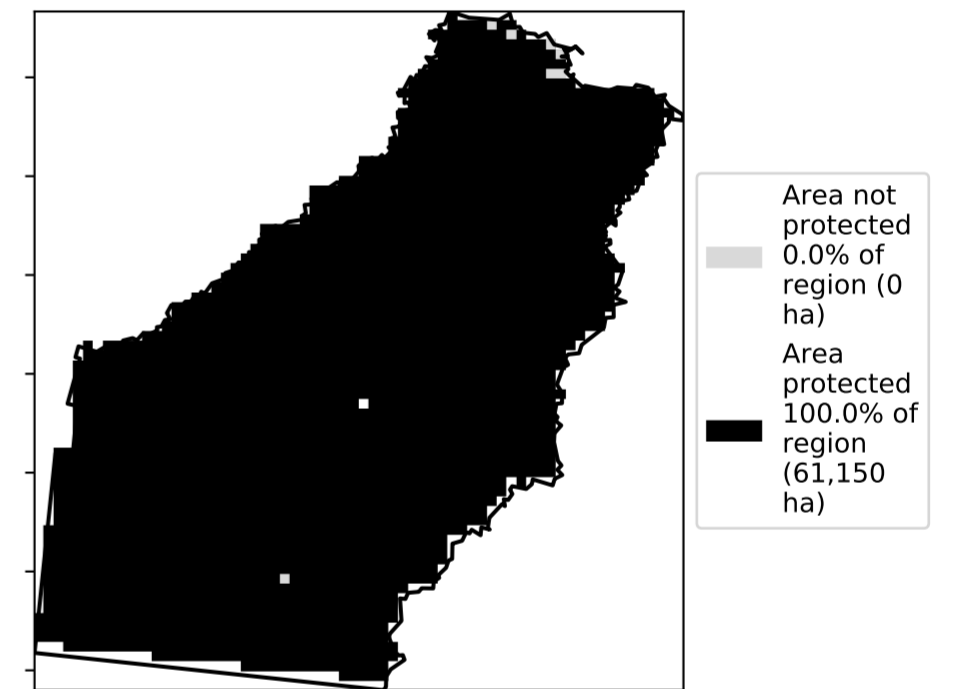 Area not
protected
0.0% of
region (0
ha)
Area
protected
100.0% of
region
(61,150
ha)